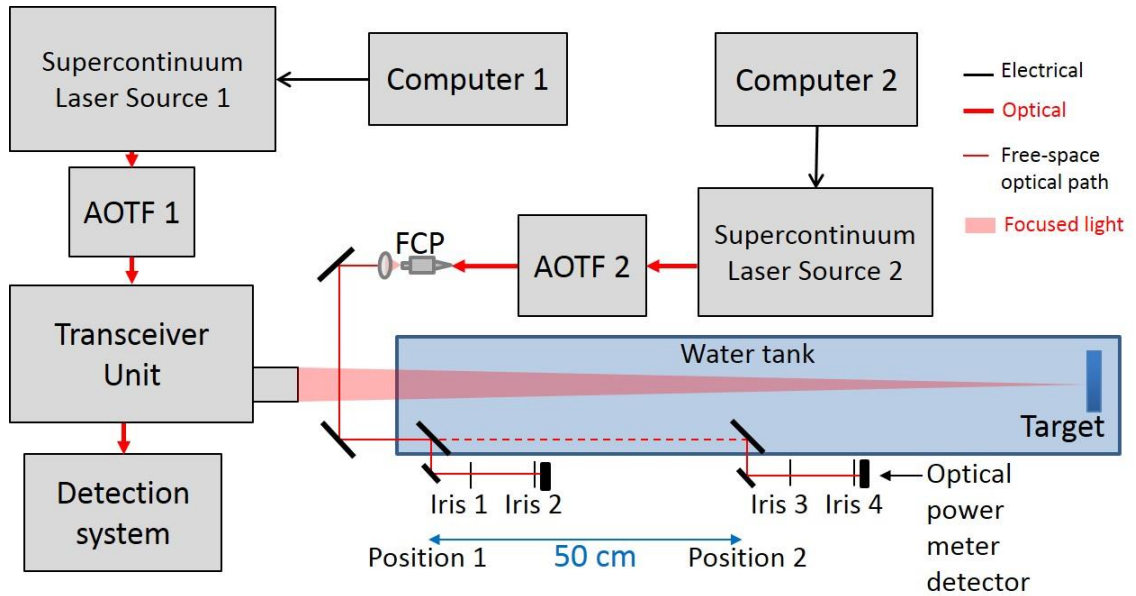 Supercontinuum
Laser Source 1
Computer 1
Computer 2
Electrical
Optical
Free-space
optical path
Focused light
AOTF 1
FCP
AOTF 2
Supercontinuum
Laser Source 2
Transceiver
Unit
Water tank
Target
Detection
system
Iris 1
Iris 2
Iris 3
Iris 4
Optical
power
meter
detector
Position 1
50 cm
Position 2